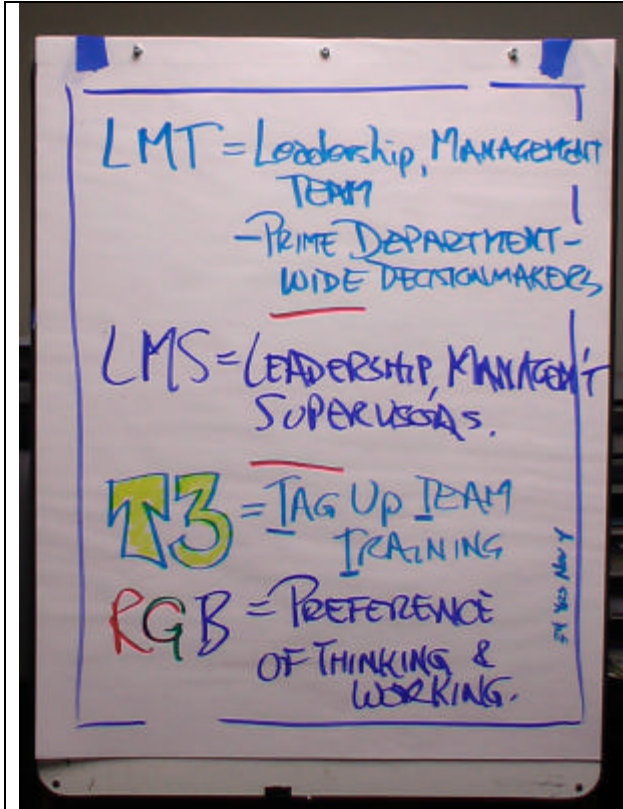 LMT = Leadership, MANAGEMENT
TEAM
- PRIME DEPARTMENT-
WIDE DECISIONMAKERS
LMS = LEADERSHIP, MANAGEM'T
SUPERVISORS.
T3 = TAG UP TEAM
TRAINING
RGB = PREFERENCE
OF THINKING &
WORKING.